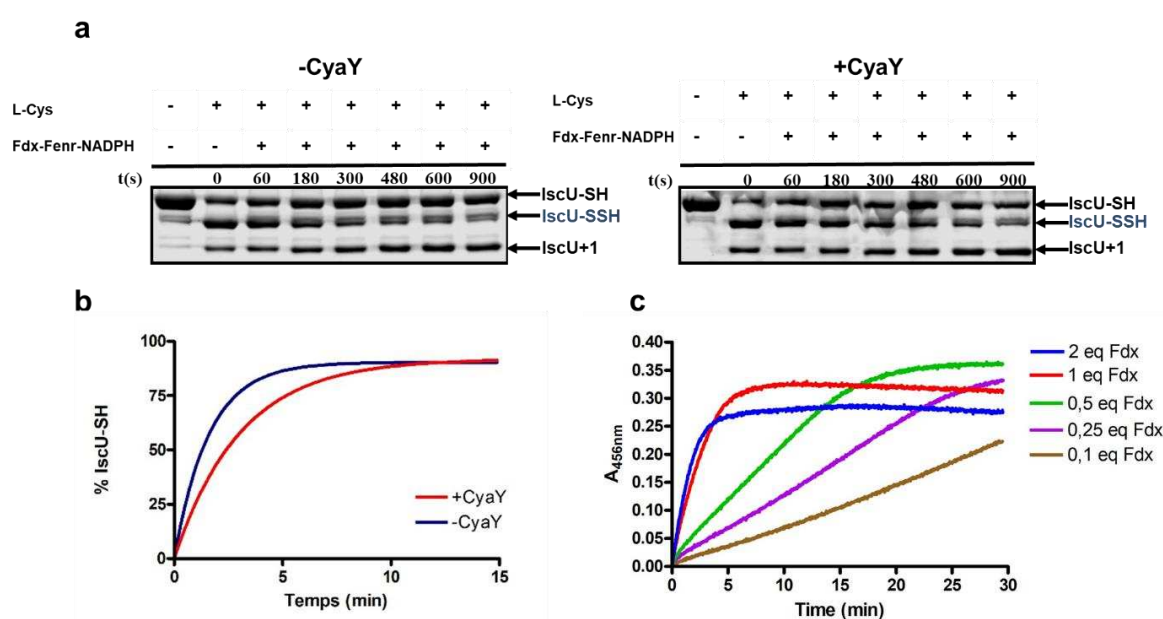 a
-CyaY
L-Cys - + + + + + + +
Fdx-Fenr-NADPH - - + + + + + +
t(s) 0 60 180 300 480 600 900
IscU-SH
IscU-SSH
IscU+1
+CyaY
L-Cys - + + + + + + +
Fdx-Fenr-NADPH - - + + + + + +
t(s) 0 60 180 300 480 600 900
IscU-SH
IscU-SSH
IscU+1
b
% IscU-SH
100
75
50
25
0
0 5 10 15
Temps (min)
+CyaY
-CyaY
c
A456nm
0.40
0.35
0.30
0.25
0.20
0.15
0.10
0.05
0.00
0 5 10 15 20 25 30
Time (min)
2 eq Fdx
1 eq Fdx
0,5 eq Fdx
0,25 eq Fdx
0,1 eq Fdx